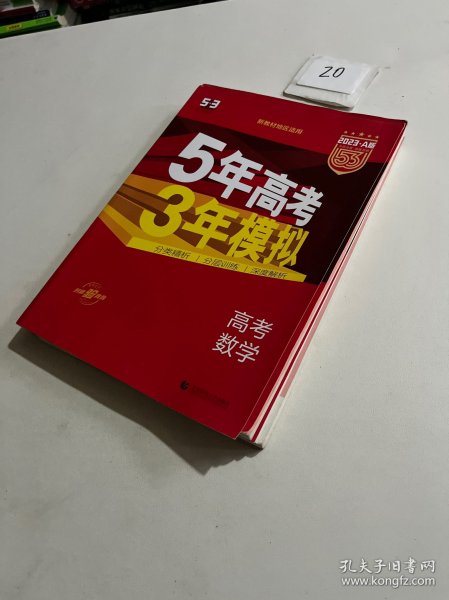 20
5·3
新教材地区适用
2023·A版
53
5年高考
3年模拟
分类精析 | 分层训练 | 深度解析
高考
数学
孔夫子旧书网
www.kongfz.com